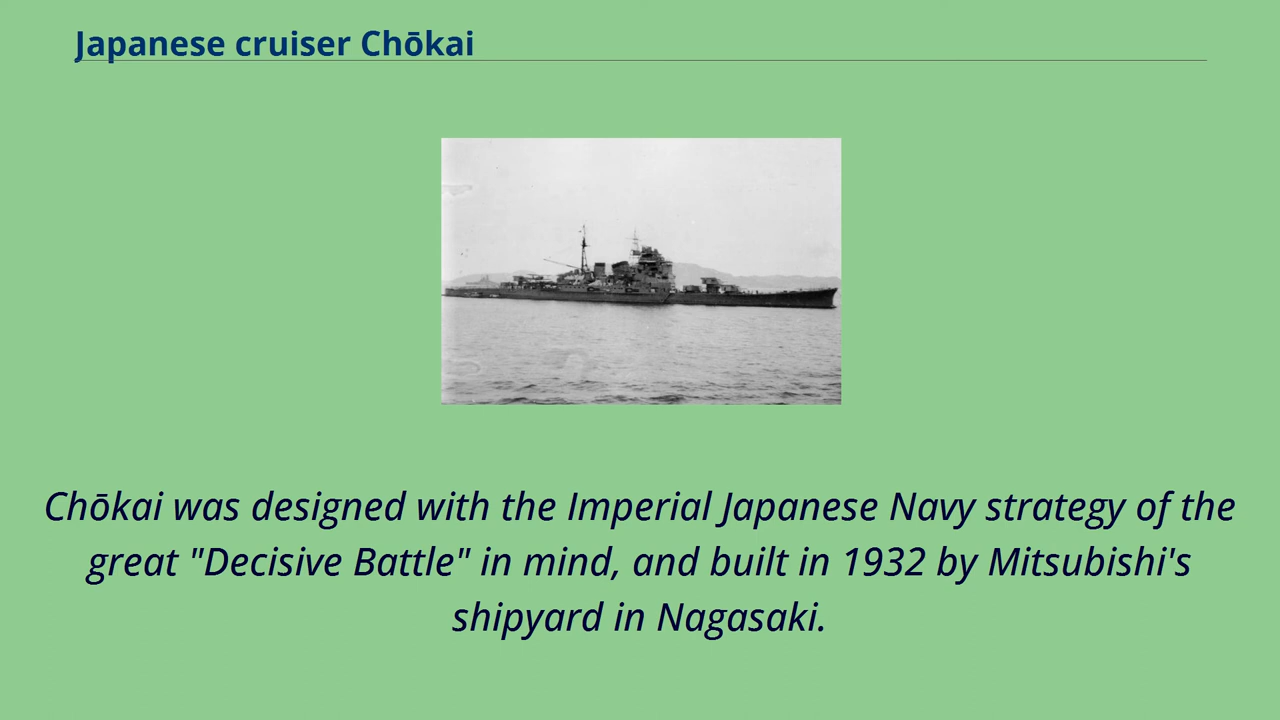 Japanese cruiser Chōkai
Chōkai was designed with the Imperial Japanese Navy strategy of the
great "Decisive Battle" in mind, and built in 1932 by Mitsubishi's
shipyard in Nagasaki.